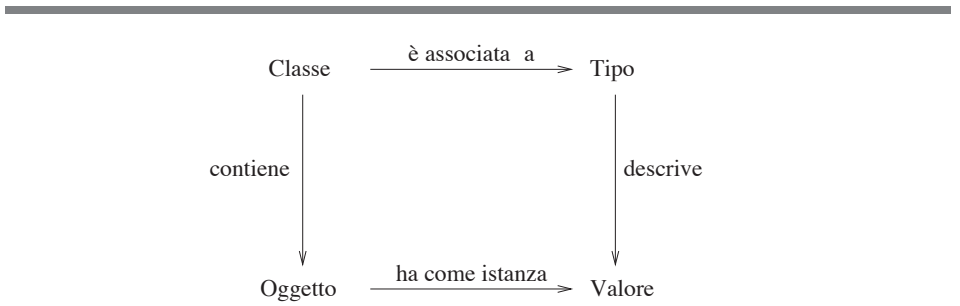 è associata a
Classe Tipo
contiene descrive
ha come istanza
Oggetto Valore